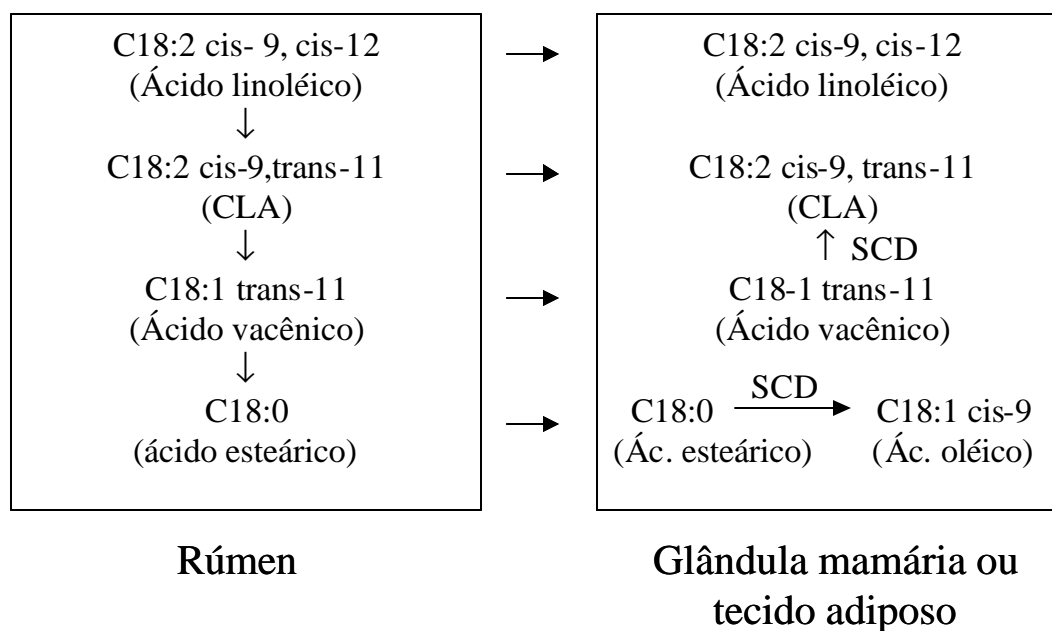 C18:2 cis- 9, cis-12
(Ácido linoléico)
↓
C18:2 cis-9,trans-11
(CLA)
↓
C18:1 trans-11
(Ácido vacênico)
↓
C18:0
(ácido esteárico)
Rúmen
C18:2 cis-9, cis-12
(Ácido linoléico)
C18:2 cis-9, trans-11
(CLA)
↑ SCD
C18-1 trans-11
(Ácido vacênico)
SCD
C18:0 → C18:1 cis-9
(Ác. esteárico) (Ác. oléico)
Glândula mamária ou
tecido adiposo